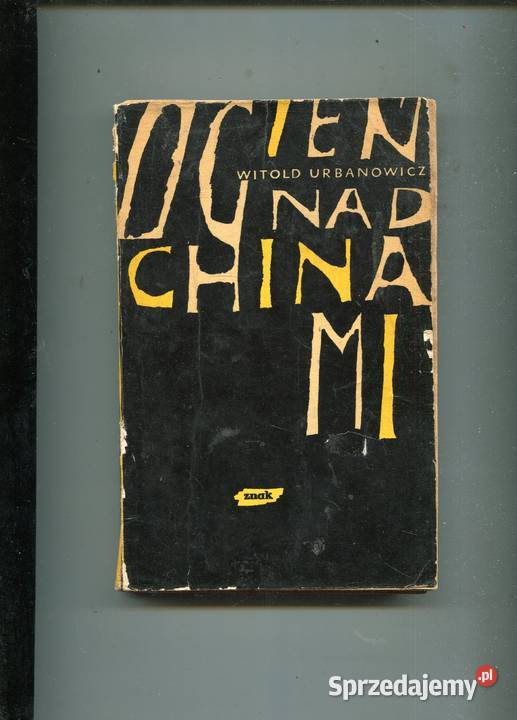 OGIEŃ
WITOLD URBANOWICZ
NAD
CHINA
MI
znak
Sprzedajemy.pl